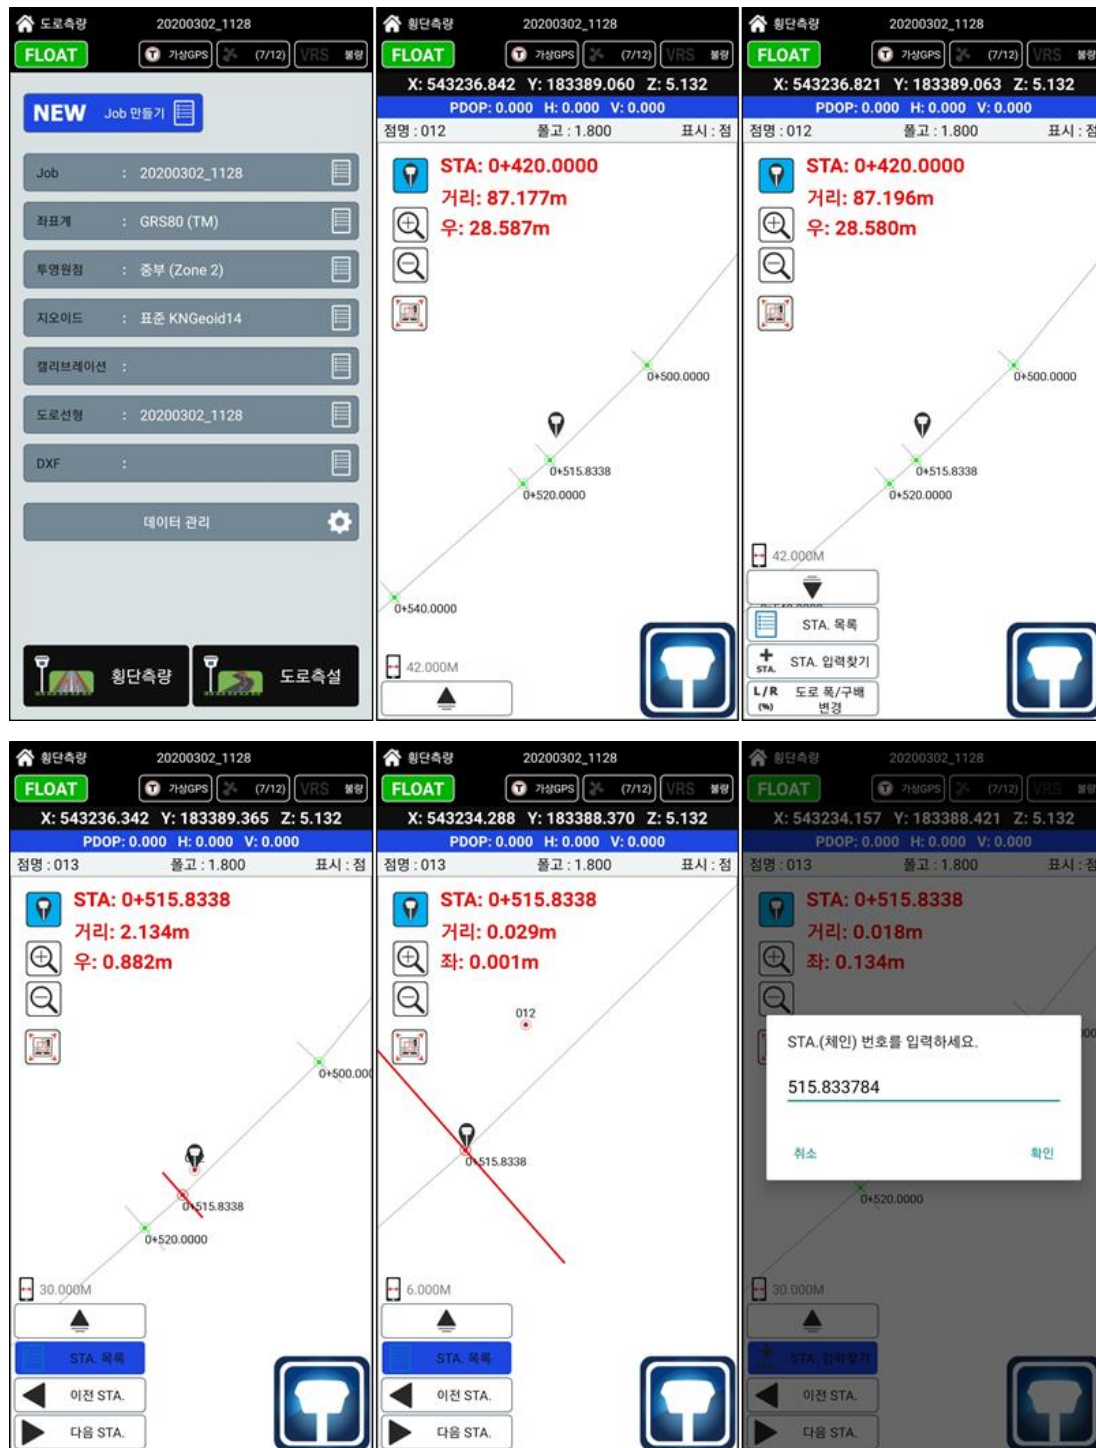 도로측량 20200302_1128
FLOAT 가상GPS (7/12) VRS 불량
NEW Job 만들기
Job : 20200302_1128
좌표계 : GRS80 (TM)
투영원점 : 중부 (Zone 2)
지오이드 : 표준 KNGeoid14
캘리브레이션 :
도로선형 : 20200302_1128
DXF :
데이터 관리
횡단측량 도로측설
횡단측량 20200302_1128
FLOAT 가상GPS (7/12) VRS 불량
X: 543236.842 Y: 183389.060 Z: 5.132
PDOP: 0.000 H: 0.000 V: 0.000
점명 : 012 폴고 : 1.800 표시 : 점
STA: 0+420.0000
거리: 87.177m
우: 28.587m
0+500.0000
0+515.8338
0+520.0000
0+540.0000
42.000M
횡단측량 20200302_1128
FLOAT 가상GPS (7/12) VRS 불량
X: 543236.821 Y: 183389.063 Z: 5.132
PDOP: 0.000 H: 0.000 V: 0.000
점명 : 012 폴고 : 1.800 표시 : 점
STA: 0+420.0000
거리: 87.196m
우: 28.580m
0+500.0000
0+515.8338
0+520.0000
42.000M
STA. 목록
STA. STA. 입력찾기
L/R (%) 도로 폭/구배
변경
횡단측량 20200302_1128
FLOAT 가상GPS (7/12) VRS 불량
X: 543236.342 Y: 183389.365 Z: 5.132
PDOP: 0.000 H: 0.000 V: 0.000
점명 : 013 폴고 : 1.800 표시 : 점
STA: 0+515.8338
거리: 2.134m
우: 0.882m
0+500.000
0+515.8338
0+520.0000
30.000M
STA. 목록
이전 STA.
다음 STA.
횡단측량 20200302_1128
FLOAT 가상GPS (7/12) VRS 불량
X: 543234.288 Y: 183388.370 Z: 5.132
PDOP: 0.000 H: 0.000 V: 0.000
점명 : 013 폴고 : 1.800 표시 : 점
STA: 0+515.8338
거리: 0.029m
좌: 0.001m
012
0+515.8338
6.000M
STA. 목록
이전 STA.
다음 STA.
횡단측량 20200302_1128
FLOAT 가상GPS (7/12) VRS 불량
X: 543234.157 Y: 183388.421 Z: 5.132
PDOP: 0.000 H: 0.000 V: 0.000
점명 : 013 폴고 : 1.800 표시 : 점
STA: 0+515.8338
거리: 0.018m
좌: 0.134m
STA.(체인) 번호를 입력하세요.
515.833784
취소 확인
0+520.0000
30.000M
STA. 입력찾기
이전 STA.
다음 STA.